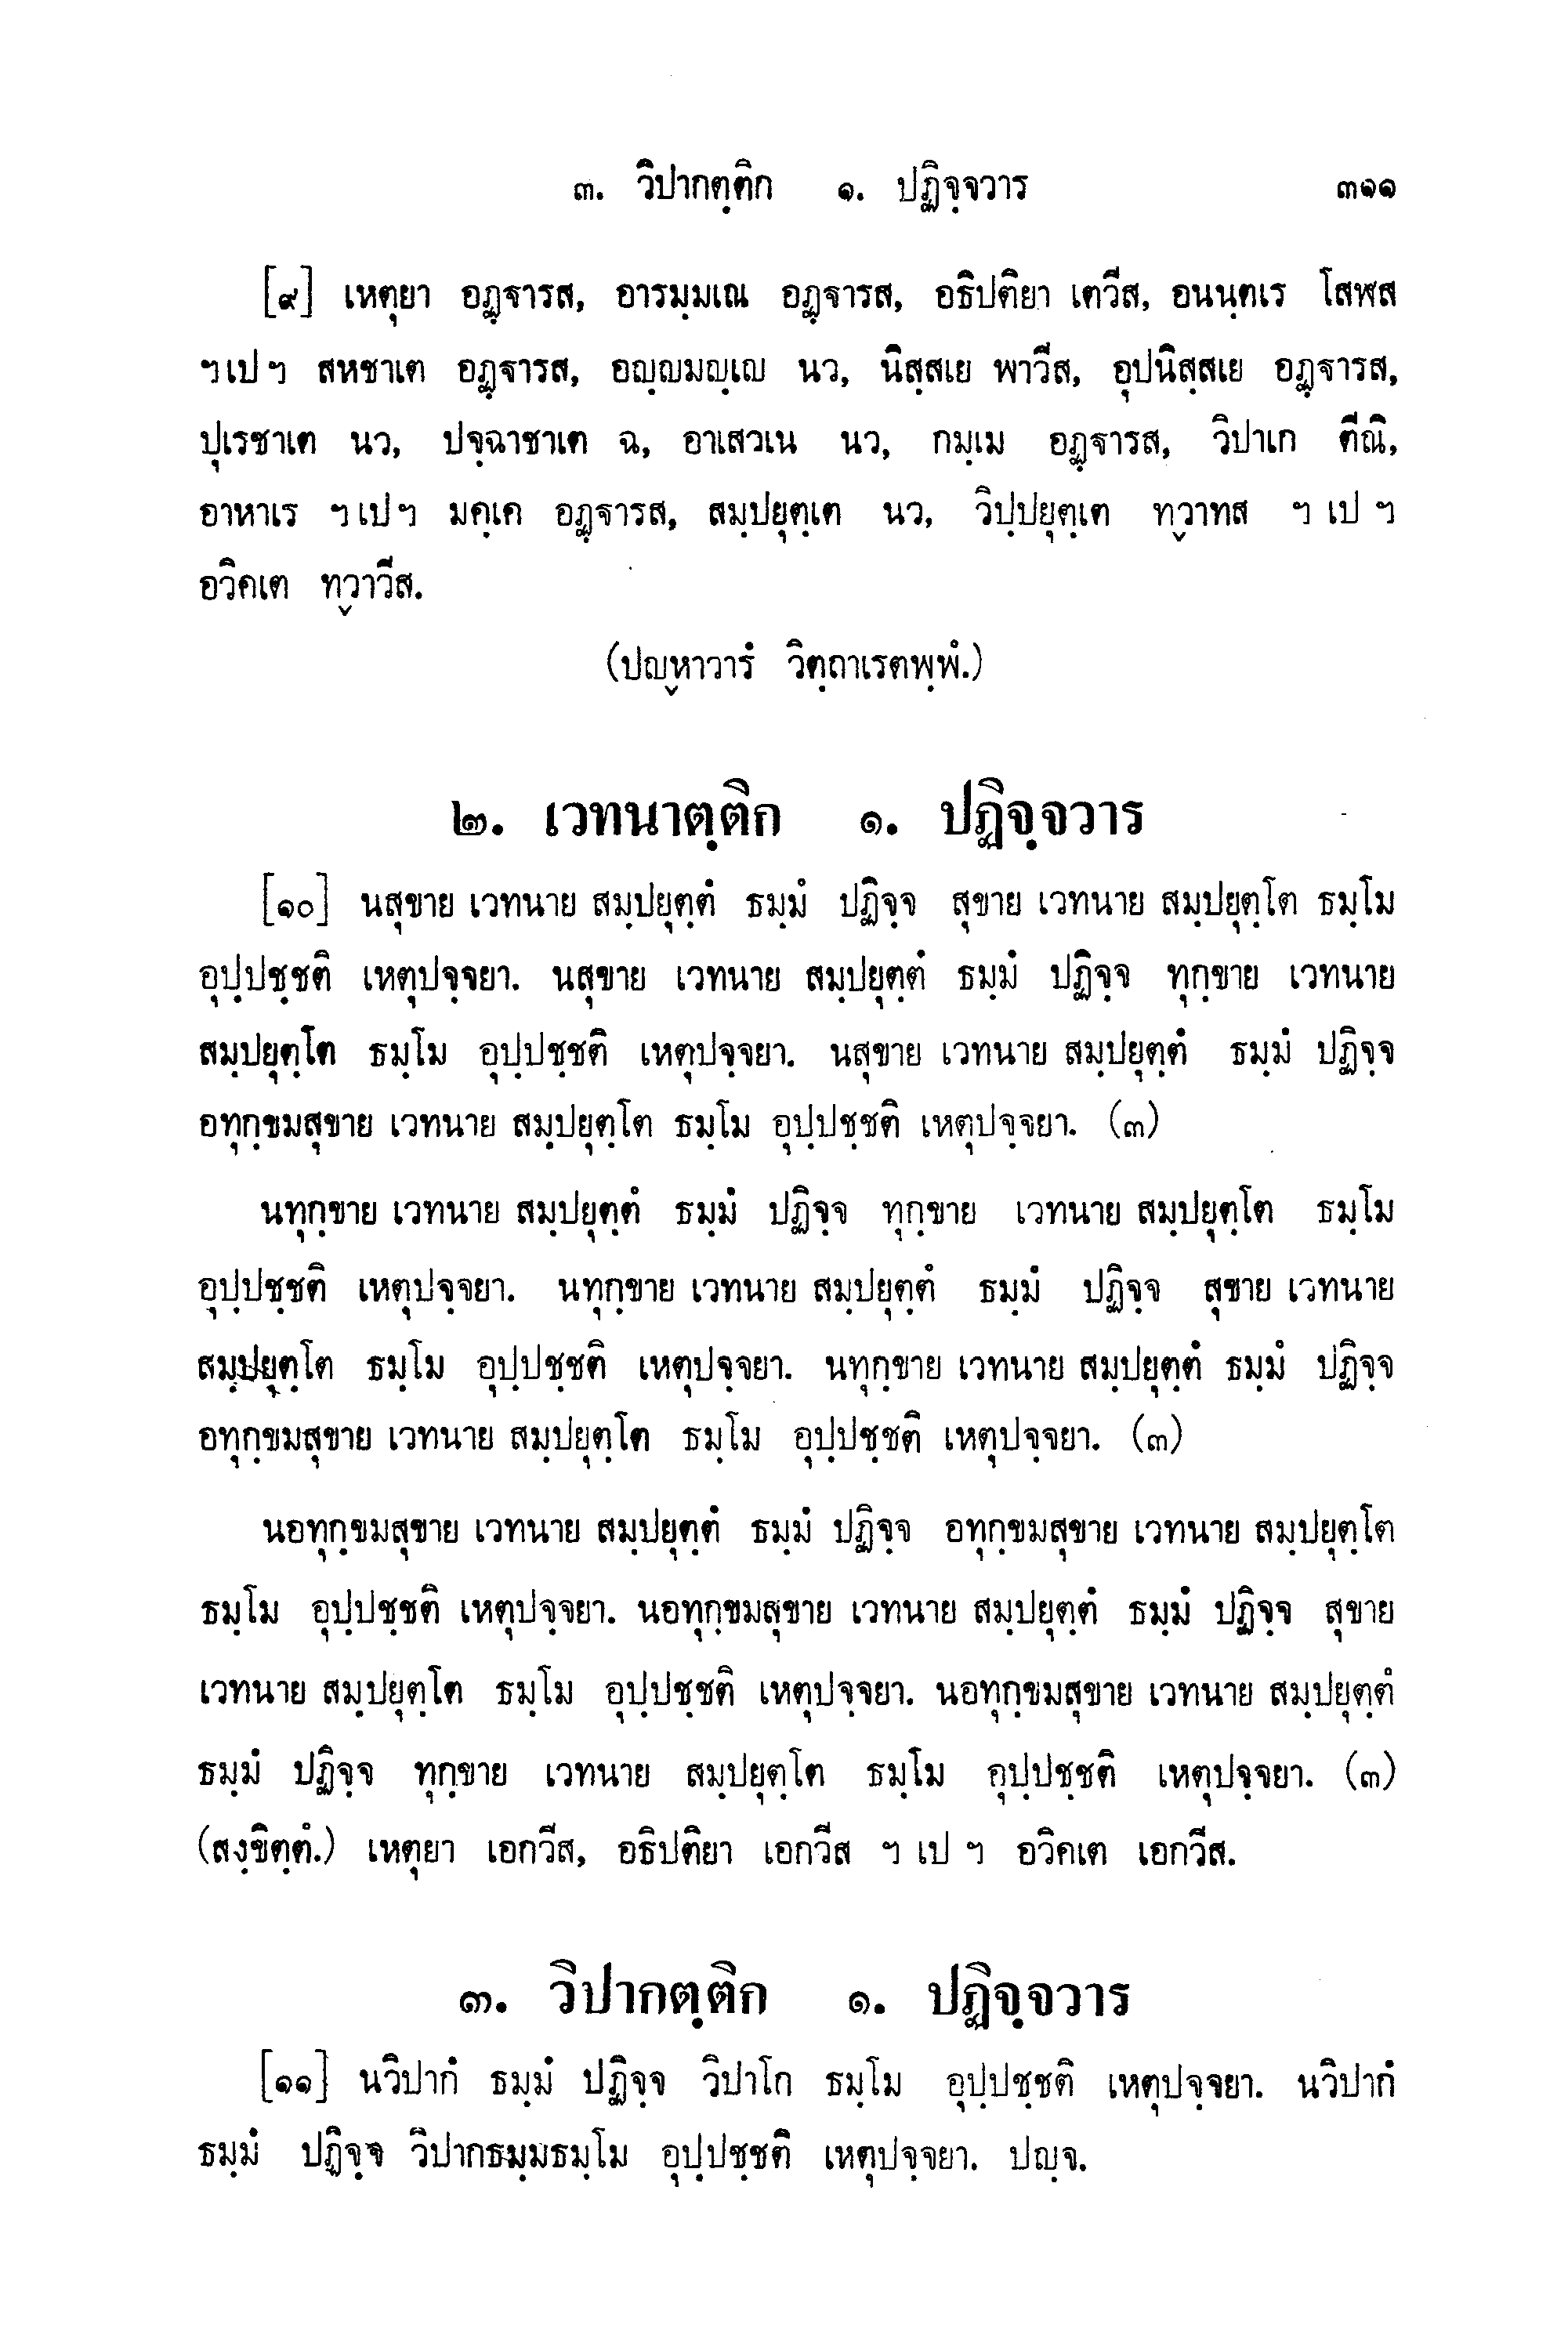 ๓. วิปากตฺติก ๑. ปฏิจฺจวาร ๓๑๑
[๙] เหตุยา อฏฺารส, อารมฺมเณ อฏฺารส, อธิปติยา เตวีส, อนนฺตเร โสฬส
ฯเปฯ สหชาเต อฏฺารส, อมเ นว, นิสฺสเย พาวีส, อุปนิสฺสเย อฏฺารส,
ปุเรชาเต นว, ปจฺฉาชาเต ฉ, อาเสวเน นว, กมฺเม อฏฺารส, วิปาเก ตีณิ,
อาหาเร ฯเปฯ มคฺเค อฏฺารส, สมฺปยุตฺเต นว, วิปฺปยุตฺเต ทฺวาทส ฯ เป ฯ
อวิคเต ทฺวาวีส.
(ปฺหาวารํ วิตฺถาเรตพฺพํ.)
๒. เวทนาตฺติก ๑. ปฏิจฺจวาร
[๑๐] นสุขาย เวทนาย สมฺปยุตฺตํ ธมฺมํ ปฏิจฺจ สุขาย เวทนาย สมฺปยุตฺโต ธมฺโม
อุปฺปชฺชติ เหตุปจฺจยา. นสุขาย เวทนาย สมฺปยุตฺตํ ธมฺมํ ปฏิจฺจ ทุกฺขาย เวทนาย
สมฺปยุตฺโต ธมฺโม อุปฺปชฺชติ เหตุปจฺจยา. นสุขาย เวทนาย สมฺปยุตฺตํ ธมฺมํ ปฏิจฺจ
อทุกฺขมสุขาย เวทนาย สมฺปยุตฺโต ธมฺโม อุปฺปชฺชติ เหตุปจฺจยา. (๓)
นทุกฺขาย เวทนาย สมฺปยุตฺตํ ธมฺมํ ปฏิจฺจ ทุกฺขาย เวทนาย สมฺปยุตฺโต ธมฺโม
อุปฺปชฺชติ เหตุปจฺจยา. นทุกฺขาย เวทนาย สมฺปยุตฺตํ ธมฺมํ ปฏิจฺจ สุขาย เวทนาย
สมฺปยุตฺโต ธมฺโม อุปฺปชฺชติ เหตุปจฺจยา. นทุกฺขาย เวทนาย สมฺปยุตฺตํ ธมฺมํ ปฏิจฺจ
อทุกฺขมสุขาย เวทนาย สมฺปยุตฺโต ธมฺโม อุปฺปชฺชติ เหตุปจฺจยา. (๓)
นอทุกฺขมสุขาย เวทนาย สมฺปยุตฺตํ ธมฺมํ ปฏิจฺจ อทุกฺขมสุขาย เวทนาย สมฺปยุตฺโต
ธมฺโม อุปฺปชฺชติ เหตุปจฺจยา. นอทุกฺขมสุขาย เวทนาย สมฺปยุตฺตํ ธมฺมํ ปฏิจฺจ สุขาย
เวทนาย สมฺปยุตฺโต ธมฺโม อุปฺปชฺชติ เหตุปจฺจยา. นอทุกฺขมสุขาย เวทนาย สมฺปยุตฺตํ
ธมฺมํ ปฏิจฺจ ทุกฺขาย เวทนาย สมฺปยุตฺโต ธมฺโม อุปฺปชฺชติ เหตุปจฺจยา. (๓)
(สงฺขิตฺตํ.) เหตุยา เอกวีส, อธิปติยา เอกวีส ฯ เป ฯ อวิคเต เอกวีส.
๓. วิปากตฺติก ๑. ปฏิจฺจวาร
[๑๑] นวิปากํ ธมฺมํ ปฏิจฺจ วิปาโก ธมฺโม อุปฺปชฺชติ เหตุปจฺจยา. นวิปากํ
ธมฺมํ ปฏิจฺจ วิปากธมฺมธมฺโม อุปฺปชฺชติ เหตุปจฺจยา. ปฺจ.